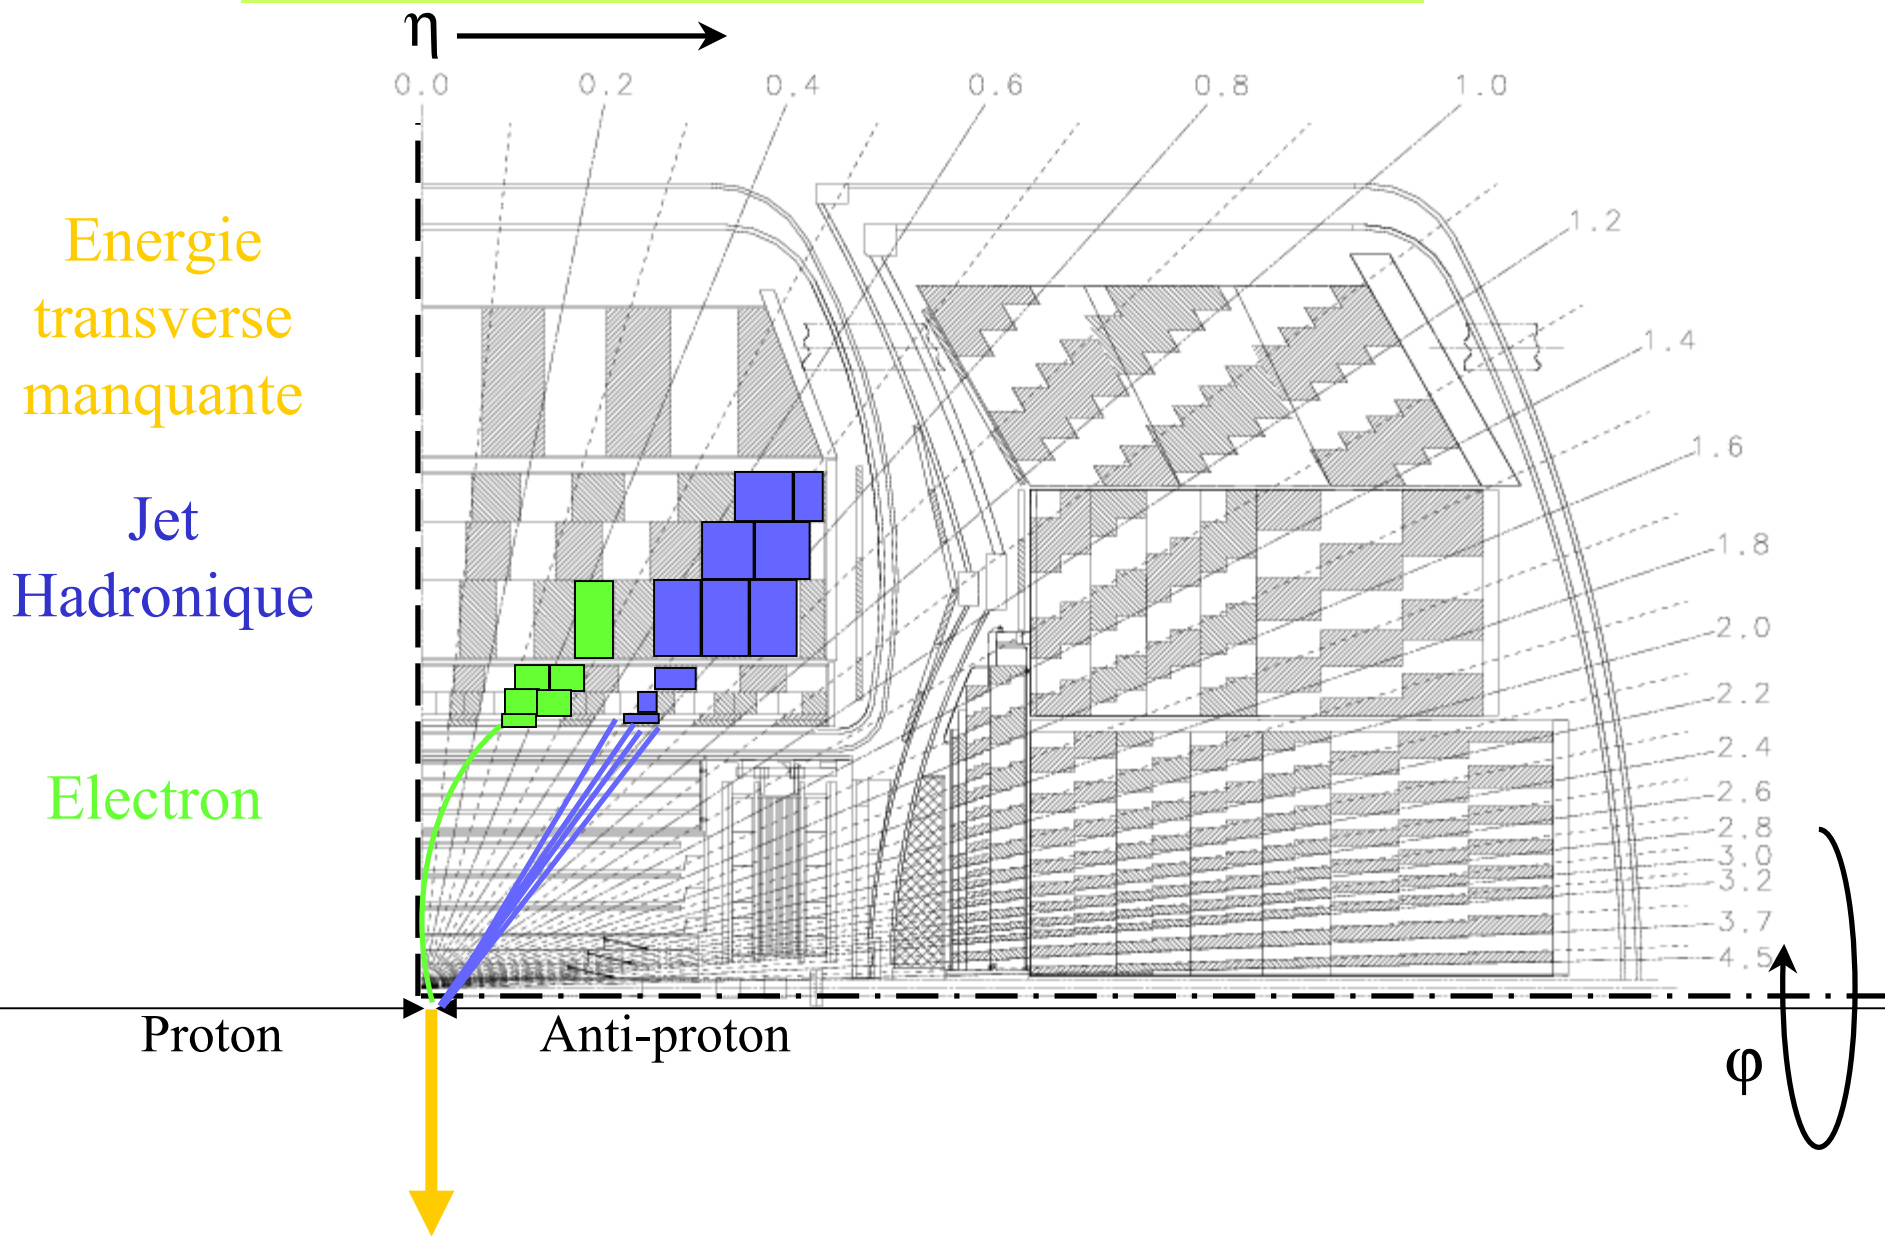 η
0.0 0.2 0.4 0.6 0.8 1.0
1.2
1.4
1.6
1.8
2.0
2.2
2.4
2.6
2.8
3.0
3.2
3.7
4.5
Energie
transverse
manquante
Jet
Hadronique
Electron
Proton
Anti-proton
φ